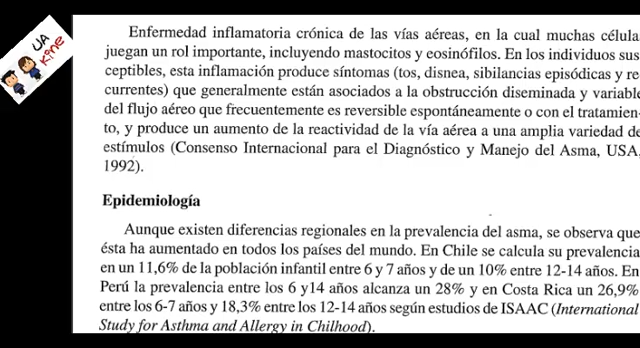 UA
Kine
Enfermedad inflamatoria crónica de las vías aéreas, en la cual muchas célula
juegan un rol importante, incluyendo mastocitos y eosinófilos. En los individuos sus
ceptibles, esta inflamación produce síntomas (tos, disnea, sibilancias episódicas y re
currentes) que generalmente están asociados a la obstrucción diseminada y variable
del flujo aéreo que frecuentemente es reversible espontáneamente o con el tratamien-
to, y produce un aumento de la reactividad de la vía aérea a una amplia variedad de
estímulos (Consenso Internacional para el Diagnóstico y Manejo del Asma, USA,
1992).
Epidemiología
Aunque existen diferencias regionales en la prevalencia del asma, se observa que
ésta ha aumentado en todos los países del mundo. En Chile se calcula su prevalencia
en un 11,6% de la población infantil entre 6 y 7 años y de un 10% entre 12-14 años. En
Perú la prevalencia entre los 6 y14 años alcanza un 28% y en Costa Rica un 26,9%
entre los 6-7 años y 18,3% entre los 12-14 años según estudios de ISAAC (International
Study for Asthma and Allergy in Chilhood).